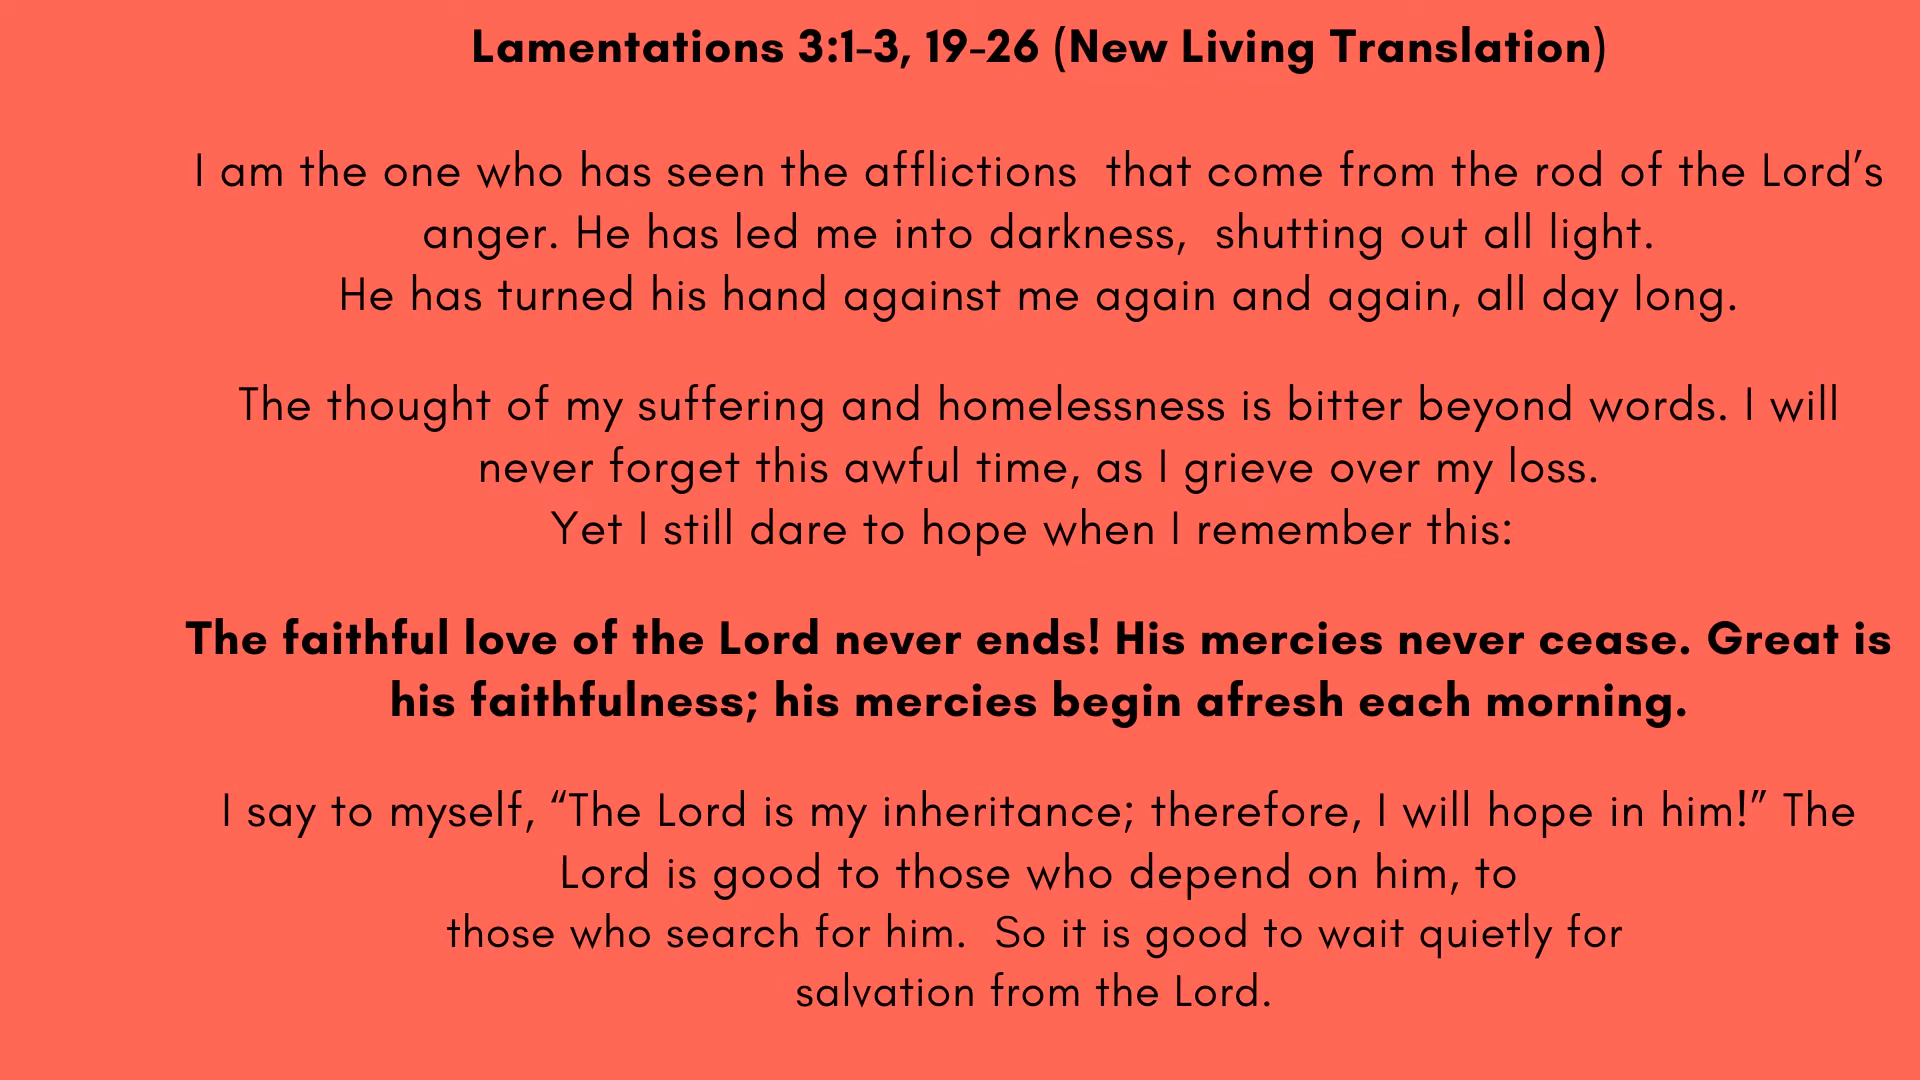 Lamentations 3:1-3, 19-26 (New Living Translation)
I am the one who has seen the afflictions  that come from the rod of the Lord’s
anger. He has led me into darkness,  shutting out all light.
He has turned his hand against me again and again, all day long.
The thought of my suffering and homelessness is bitter beyond words. I will
never forget this awful time, as I grieve over my loss.
Yet I still dare to hope when I remember this:
The faithful love of the Lord never ends! His mercies never cease. Great is
his faithfulness; his mercies begin afresh each morning.
I say to myself, “The Lord is my inheritance; therefore, I will hope in him!” The
Lord is good to those who depend on him, to
those who search for him.  So it is good to wait quietly for
salvation from the Lord.